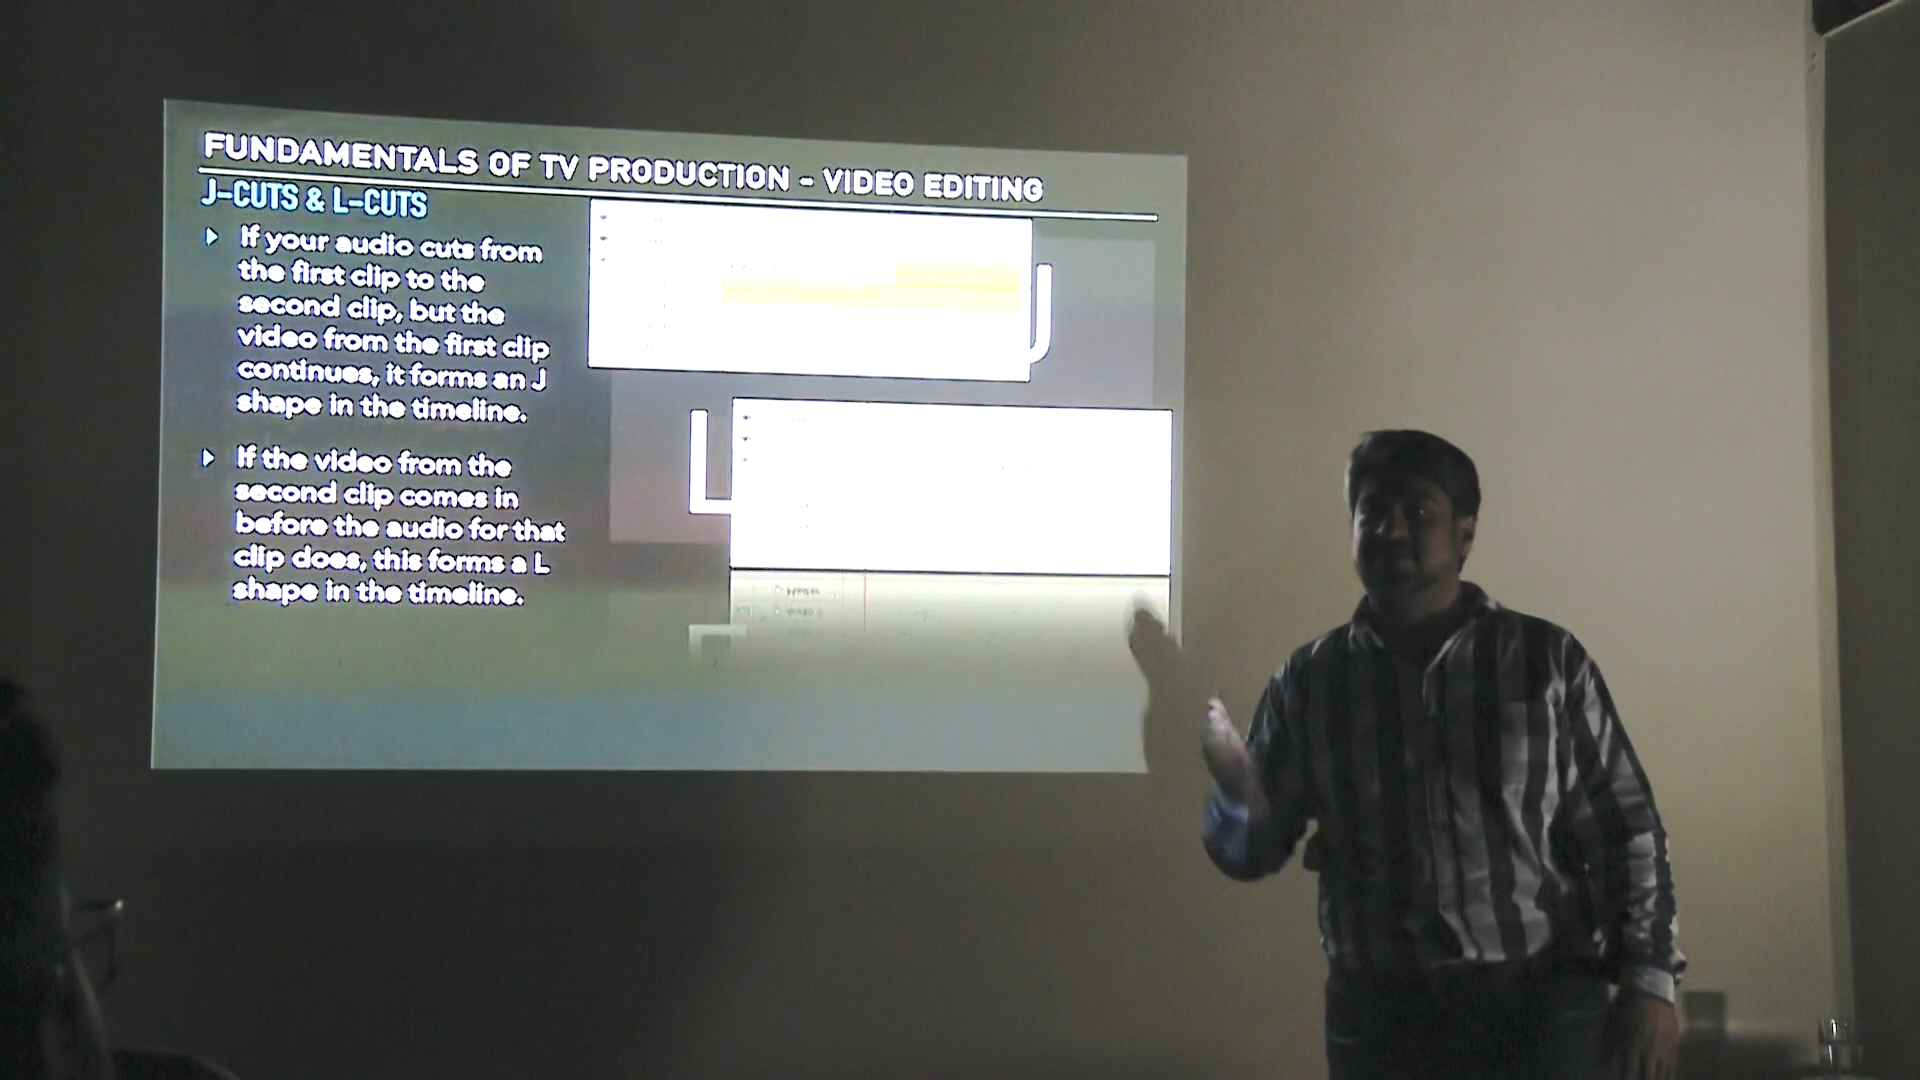 FUNDAMENTALS OF TV PRODUCTION - VIDEO EDITING
J-CUTS & L-CUTS
If your audio cuts from
the first clip to the
second clip, but the
video from the first clip
continues, it forms an J
shape in the timeline.
J
If the video from the
second clip comes in
before the audio for that
clip does, this forms a L
shape in the timeline.
L